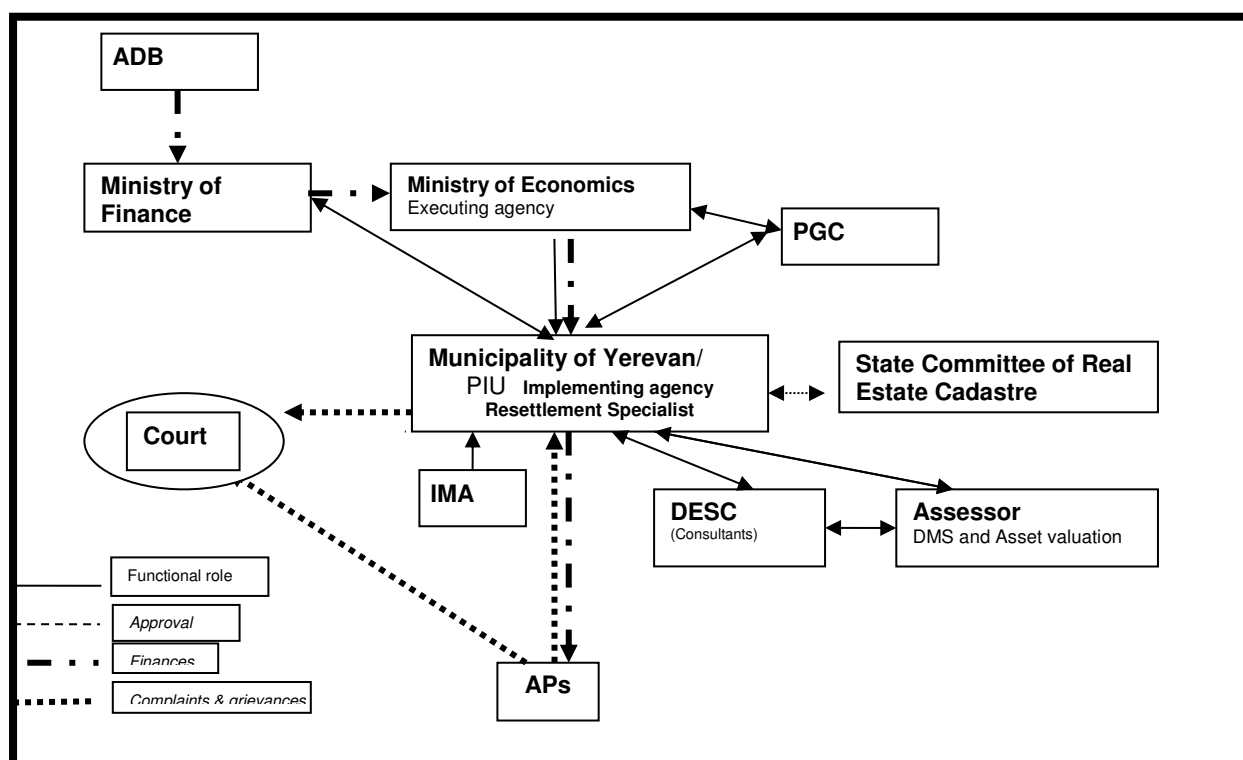 ADB
Ministry of
Finance
Ministry of Economics
Executing agency
PGC
Municipality of Yerevan/
PIU Implementing agency
Resettlement Specialist
State Committee of Real
Estate Cadastre
Court
IMA
DESC
(Consultants)
Assessor
DMS and Asset valuation
Functional role
Approval
Finances
Complaints & grievances
APs